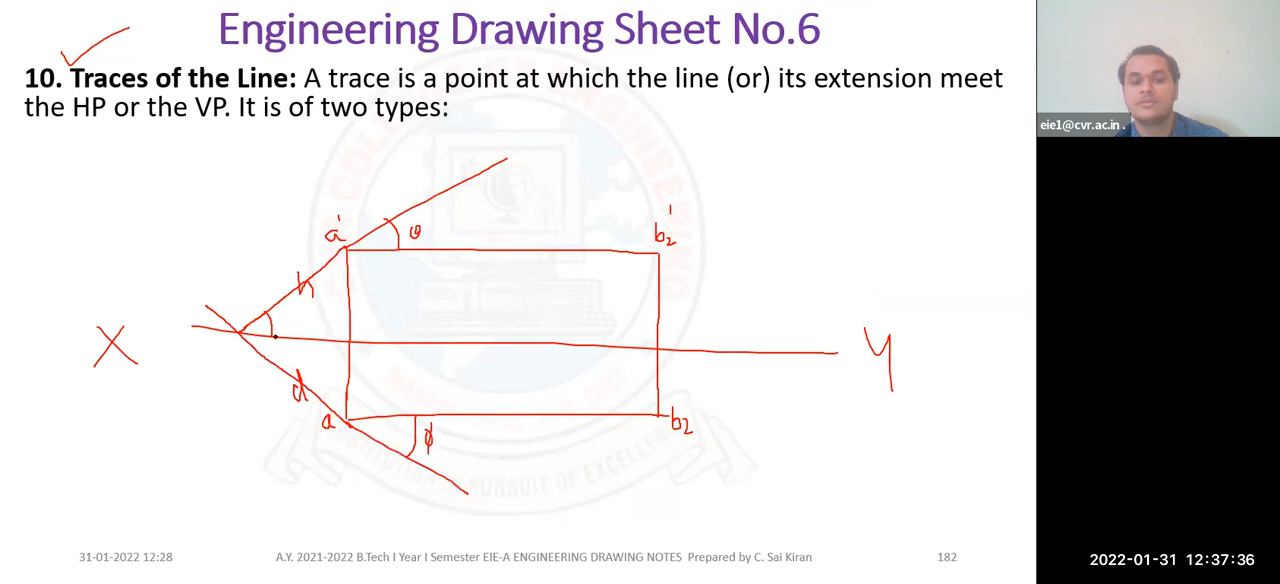 Engineering Drawing Sheet No.6
10. Traces of the Line: A trace is a point at which the line (or) its extension meet
the HP or the VP. It is of two types:
eie1@cvr.ac.in .
a' θ b2'
h
X Y
d
a ϕ b2
SUIT OF EXCELLE
31-01-2022 12:28 A.Y. 2021-2022 B.Tech I Year I Semester EIE-A ENGINEERING DRAWING NOTES Prepared by C. Sai Kiran 182
2022-01-31 12:37:36